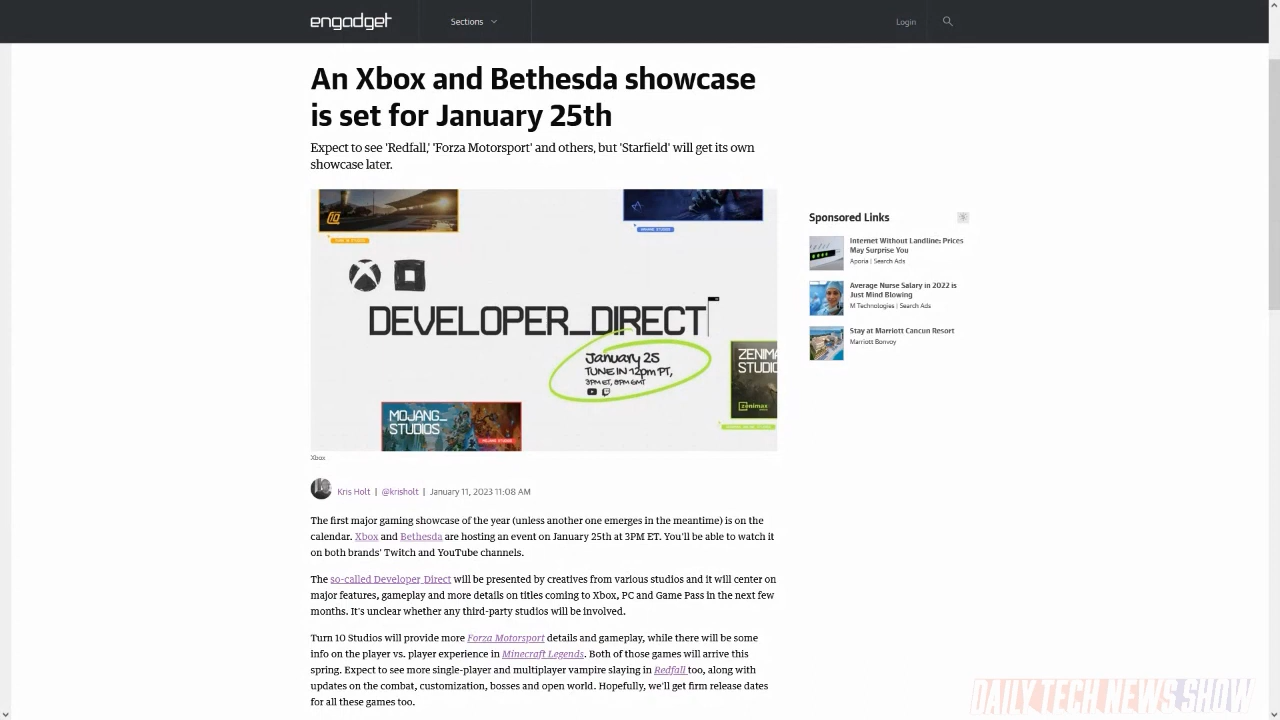 engadget
Sections
Login
An Xbox and Bethesda showcase
is set for January 25th
Expect to see 'Redfall,' 'Forza Motorsport' and others, but 'Starfield' will get its own
showcase later.
DEVELOPER_DIRECT
January 25
TUNE IN 12pm PT,
3PM ET, 8PM GMT
ZENIMA
STUDIO
zenimax
MOJANG_
STUDIOS
MOJANG STUDIOS
Xbox
Sponsored Links
Internet Without Landline: Prices
May Surprise You
Aporia | Search Ads
Average Nurse Salary in 2022 is
Just Mind Blowing
M Technologies | Search Ads
Stay at Marriott Cancun Resort
Marriott Bonvoy
Kris Holt | @krisholt | January 11, 2023 11:08 AM
The first major gaming showcase of the year (unless another one emerges in the meantime) is on the
calendar. Xbox and Bethesda are hosting an event on January 25th at 3PM ET. You'll be able to watch it
on both brands' Twitch and YouTube channels.
The so-called Developer_Direct will be presented by creatives from various studios and it will center on
major features, gameplay and more details on titles coming to Xbox, PC and Game Pass in the next few
months. It's unclear whether any third-party studios will be involved.
Turn 10 Studios will provide more Forza Motorsport details and gameplay, while there will be some
info on the player vs. player experience in Minecraft Legends. Both of those games will arrive this
spring. Expect to see more single-player and multiplayer vampire slaying in Redfall too, along with
updates on the combat, customization, bosses and open world. Hopefully, we'll get firm release dates
for all these games too.
DAILY TECH NEWS SHOW